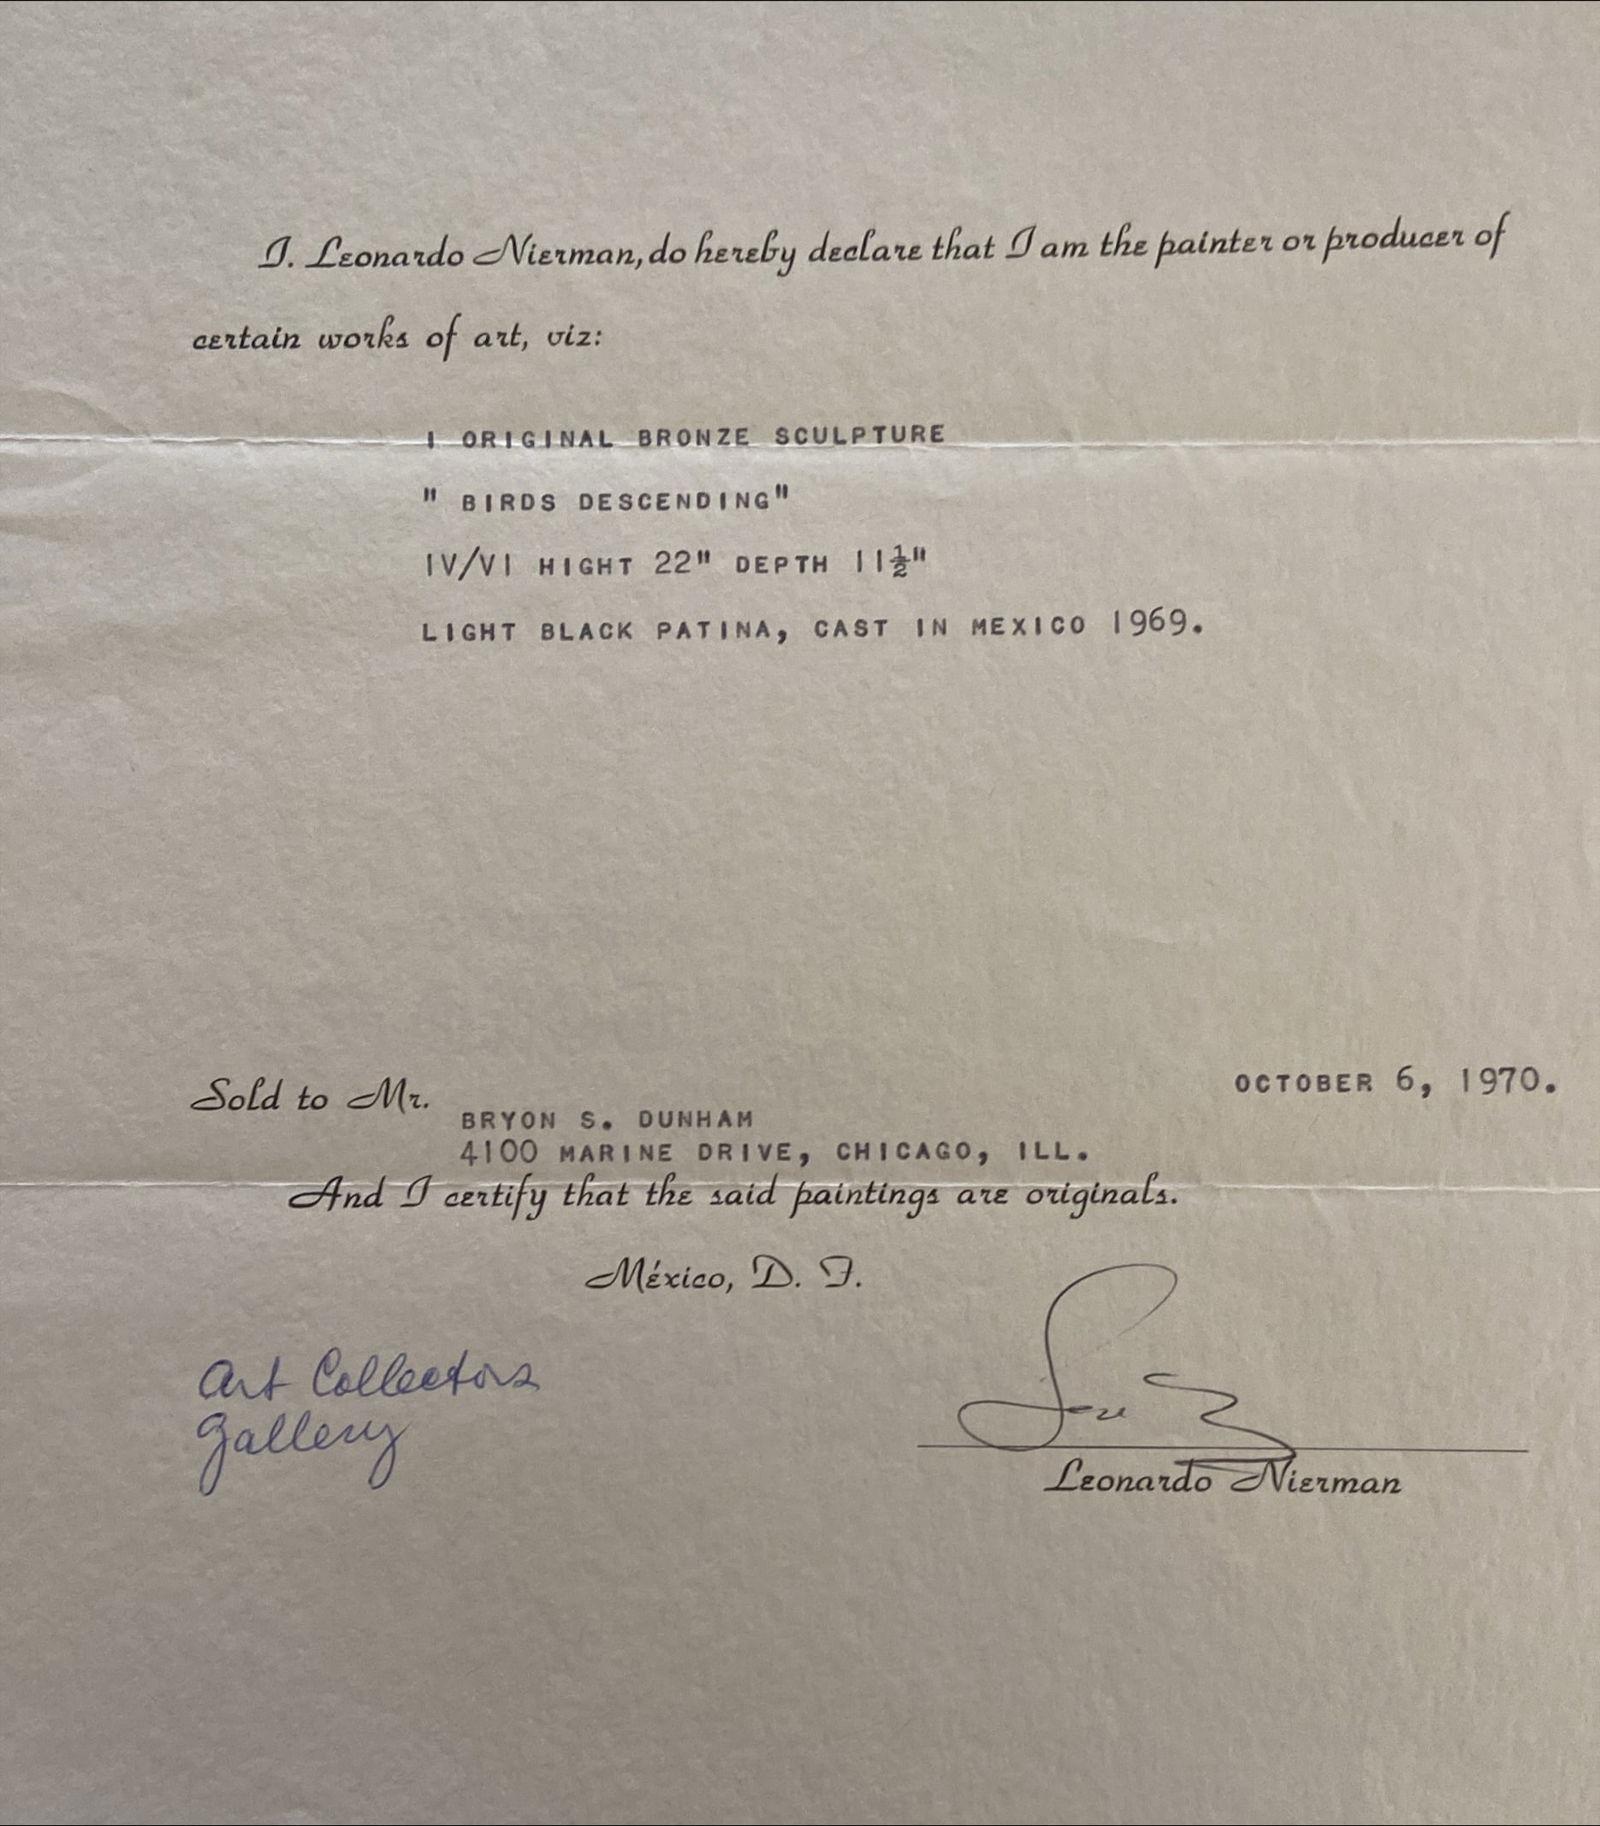 I. Leonardo Nierman, do hereby declare that I am the painter or producer of
certain works of art, viz:
1 ORIGINAL BRONZE SCULPTURE
" BIRDS DESCENDING"
IV/VI HIGHT 22" DEPTH 11½"
LIGHT BLACK PATINA, CAST IN MEXICO 1969.
OCTOBER 6, 1970.
Sold to Mr.
BRYON S. DUNHAM
4100 MARINE DRIVE, CHICAGO, ILL.
And I certify that the said paintings are originals.
México, D. F.
Art Collectors
Gallery
Leonardo Nierman